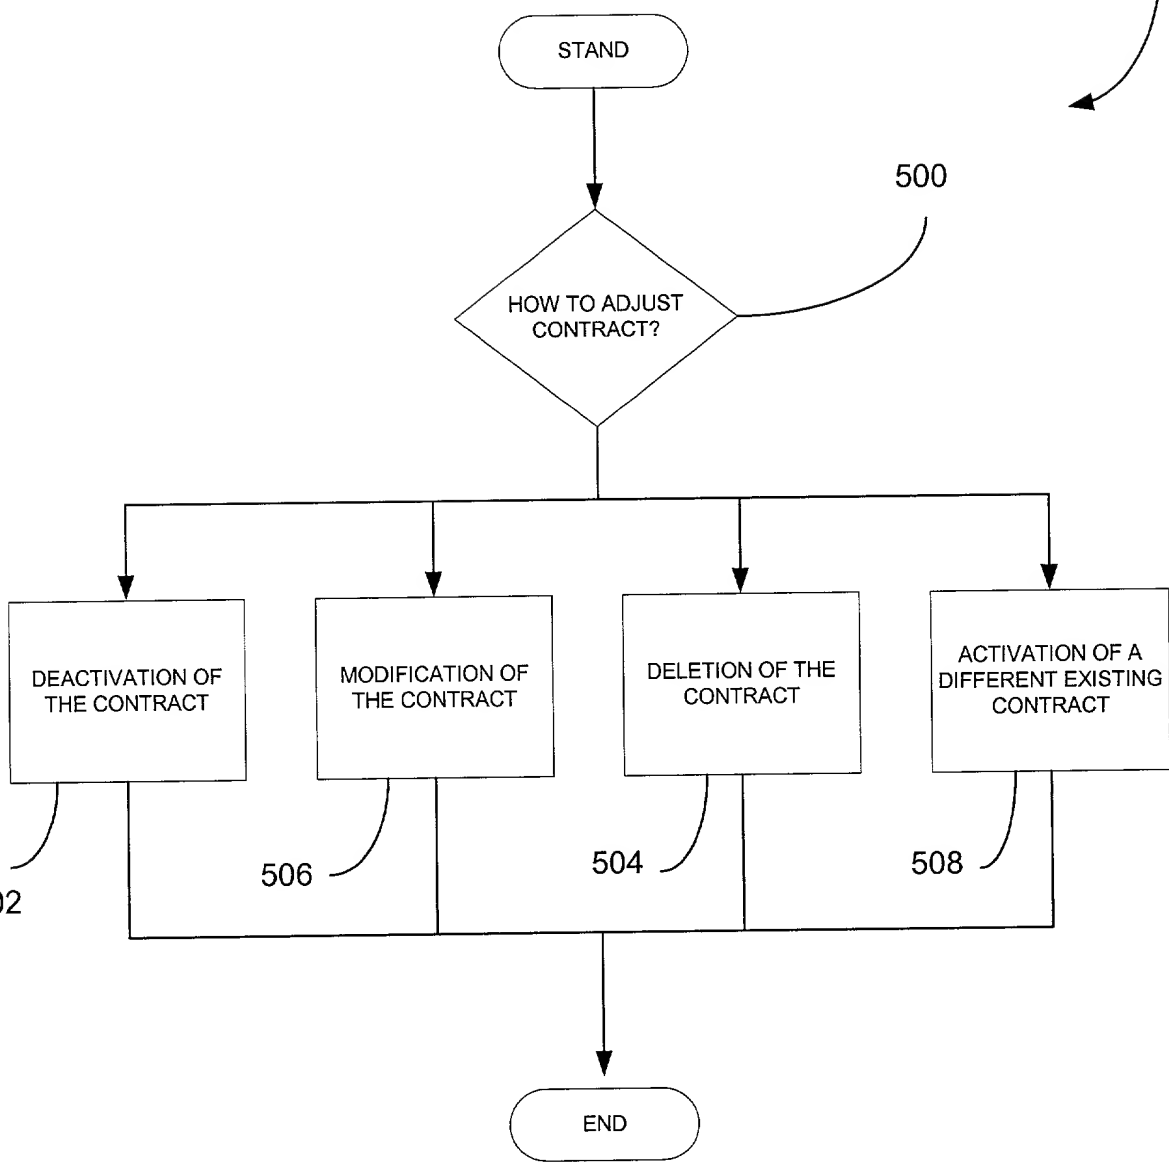 STAND
500
HOW TO ADJUST
CONTRACT?
DEACTIVATION OF
THE CONTRACT
MODIFICATION OF
THE CONTRACT
DELETION OF THE
CONTRACT
ACTIVATION OF A
DIFFERENT EXISTING
CONTRACT
02
506
504
508
END